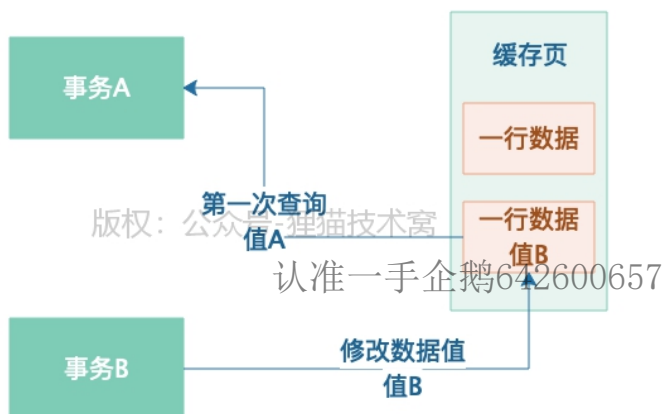 缓存页
事务A
一行数据
第一次查询
值A
一行数据
值B
版权：公众号-狸猫技术窝
认准一手企鹅642600657
修改数据值
值B
事务B